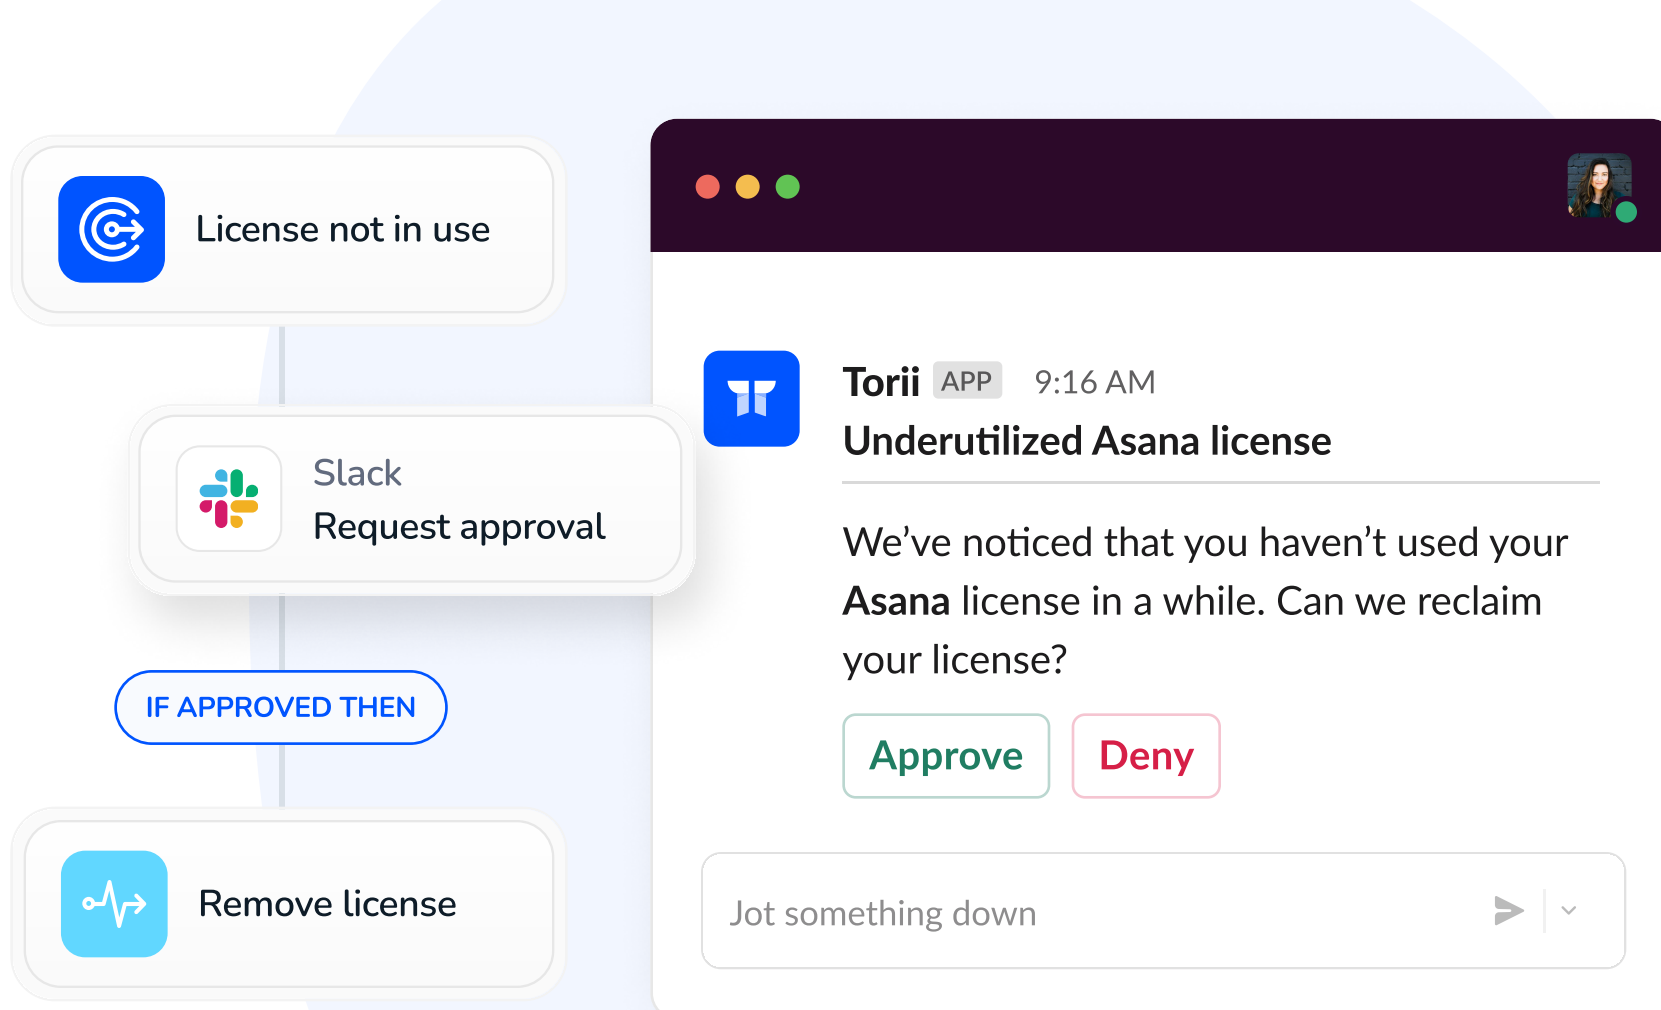 License not in use
Slack
Request approval
IF APPROVED THEN
Remove license
Torii APP 9:16 AM
Underutilized Asana license
We’ve noticed that you haven’t used your
Asana license in a while. Can we reclaim
your license?
Approve Deny
Jot something down